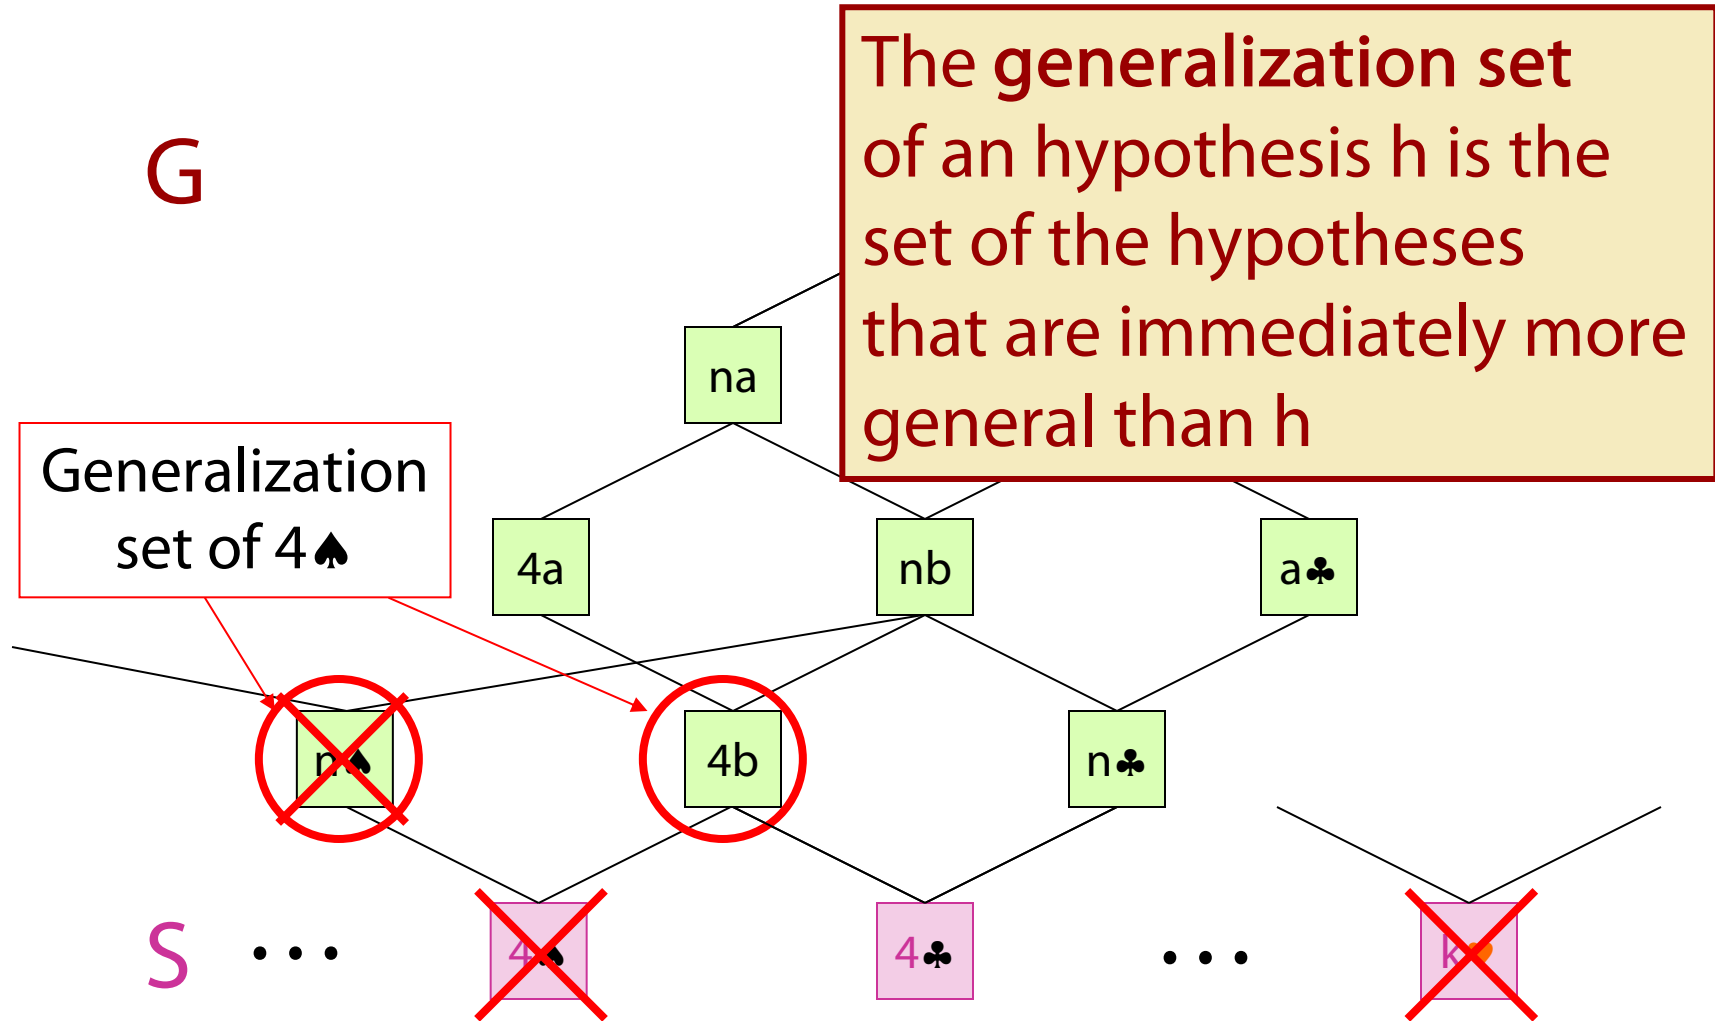 The generalization set
of an hypothesis h is the
set of the hypotheses
that are immediately more
general than h
G
na
Generalization
set of 4♠
4a
nb
a♣
n♠
4b
n♣
S
• • •
4♠
4♣
• • •
k♥